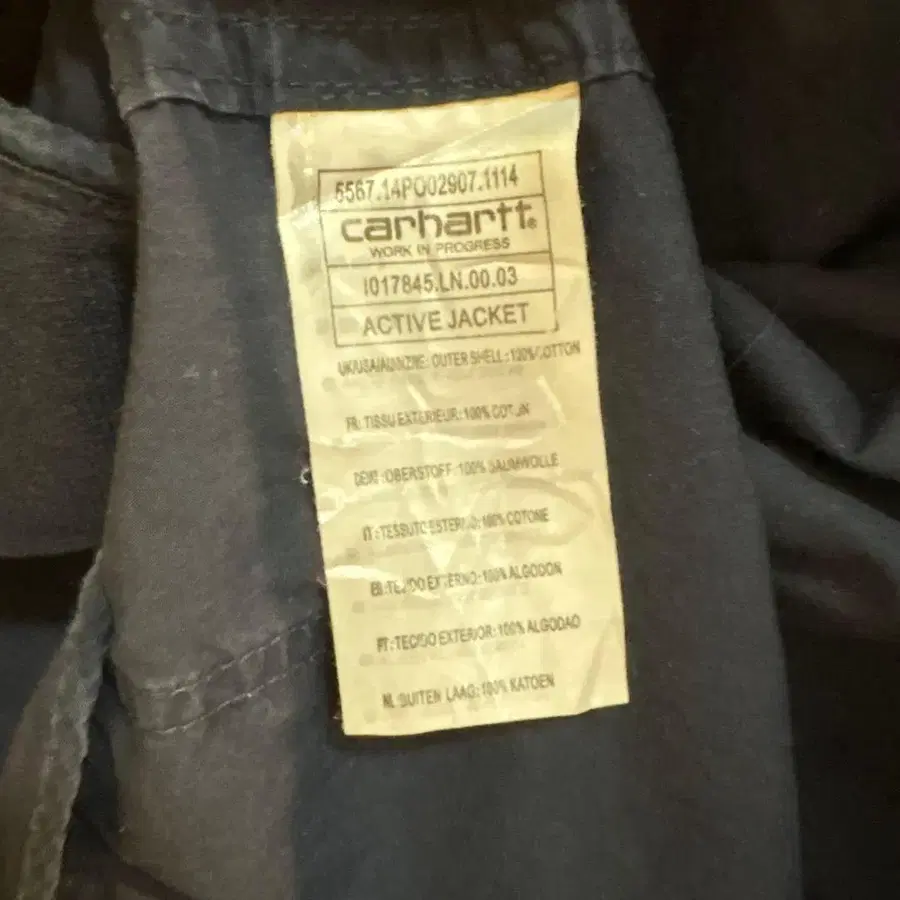 5567.14PO02907.1114
carhartt®
WORK IN PROGRESS
I017845.LN.00.03
ACTIVE JACKET
OUTER SHELL:100% COTTON
FR: TISSU EXTERIEUR: 100% COTON
:OBERSTOFF :100% BAUMWOLLE
IT:TESSUTO ESTERNO:100% COTONE
:TEJIDO EXTERNO:100% ALGODON
PT:TECIDO EXTERIOR:100% ALGODAO
NL BUITEN LAAG:100% KATOEN